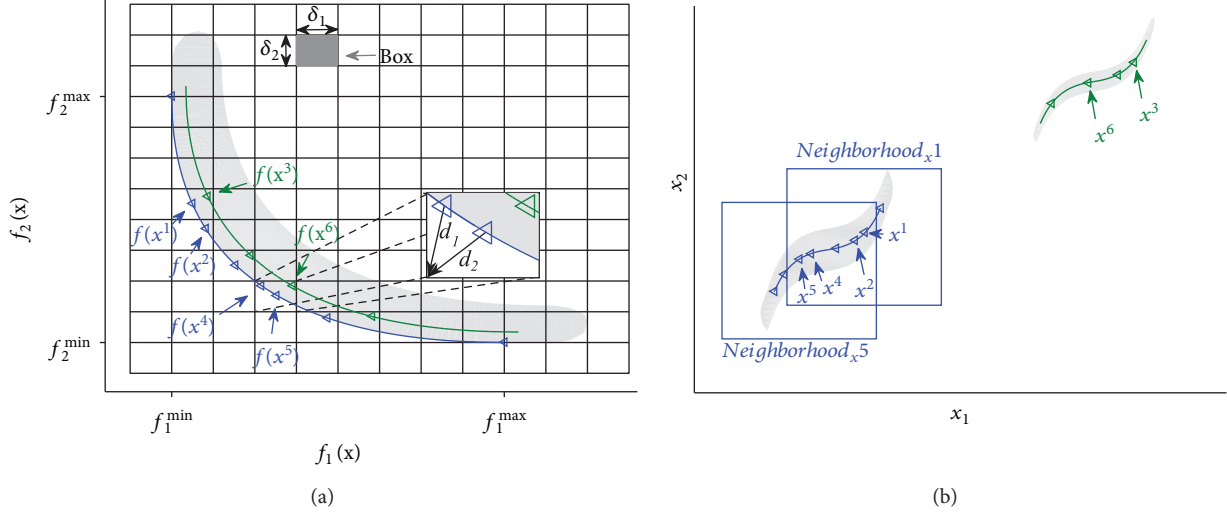 δ₁
δ₂
Box
f₂ᵐᵃˣ
f₂(x)
f(x³)
f(x¹)
f(x²)
f(x⁶)
d₁
d₂
f(x⁴)
f(x⁵)
f₂ᵐⁱⁿ
f₁ᵐⁱⁿ
f₁ᵐᵃˣ
f₁(x)
(a)
x₂
x³
x⁶
Neighborhoodₓ1
x¹
x⁵
x⁴
x²
Neighborhoodₓ5
x₁
(b)